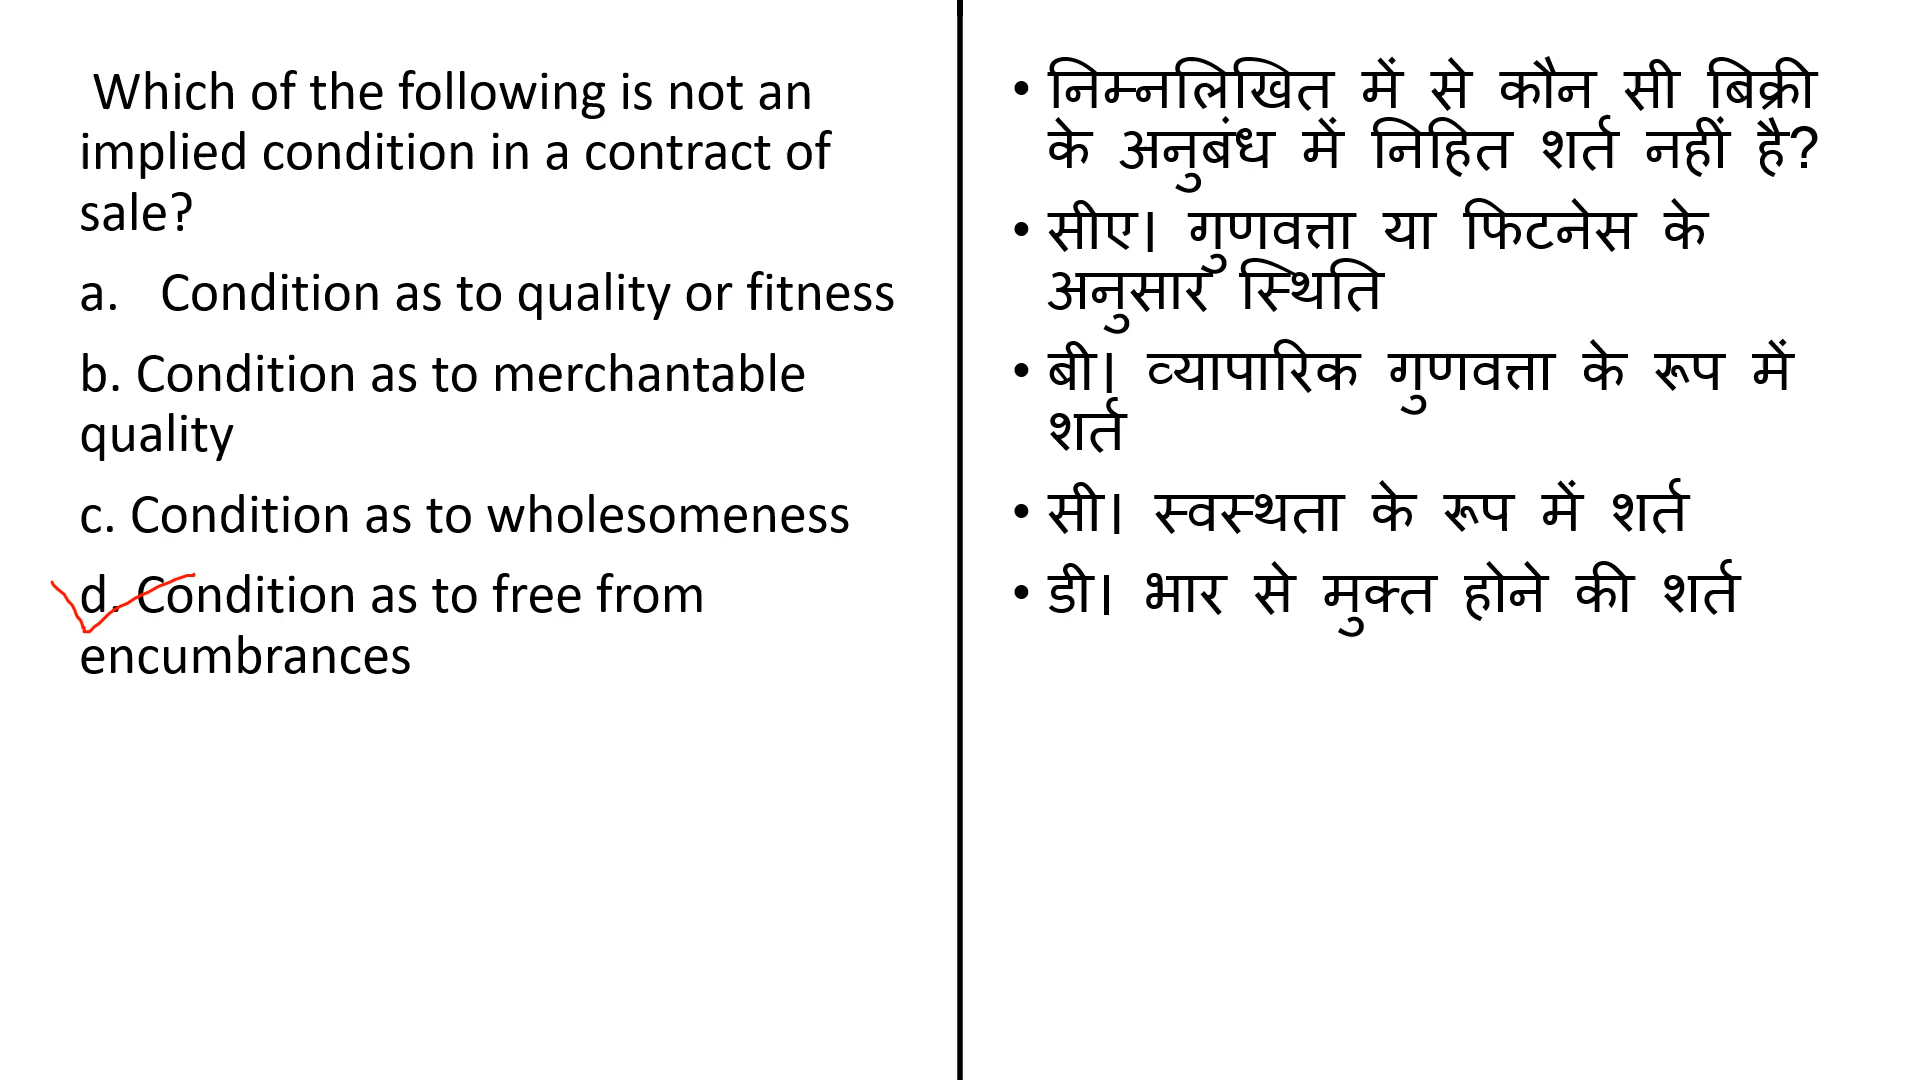 Which of the following is not an
implied condition in a contract of
sale?
a. Condition as to quality or fitness
b. Condition as to merchantable
quality
c. Condition as to wholesomeness
d. Condition as to free from
encumbrances
• निम्नलिखित में से कौन सी बिक्री
के अनुबंध में निहित शर्त नहीं है?
• सीए। गुणवत्ता या फिटनेस के
अनुसार स्थिति
• बी। व्यापारिक गुणवत्ता के रूप में
शर्त
• सी। स्वस्थता के रूप में शर्त
• डी। भार से मुक्त होने की शर्त